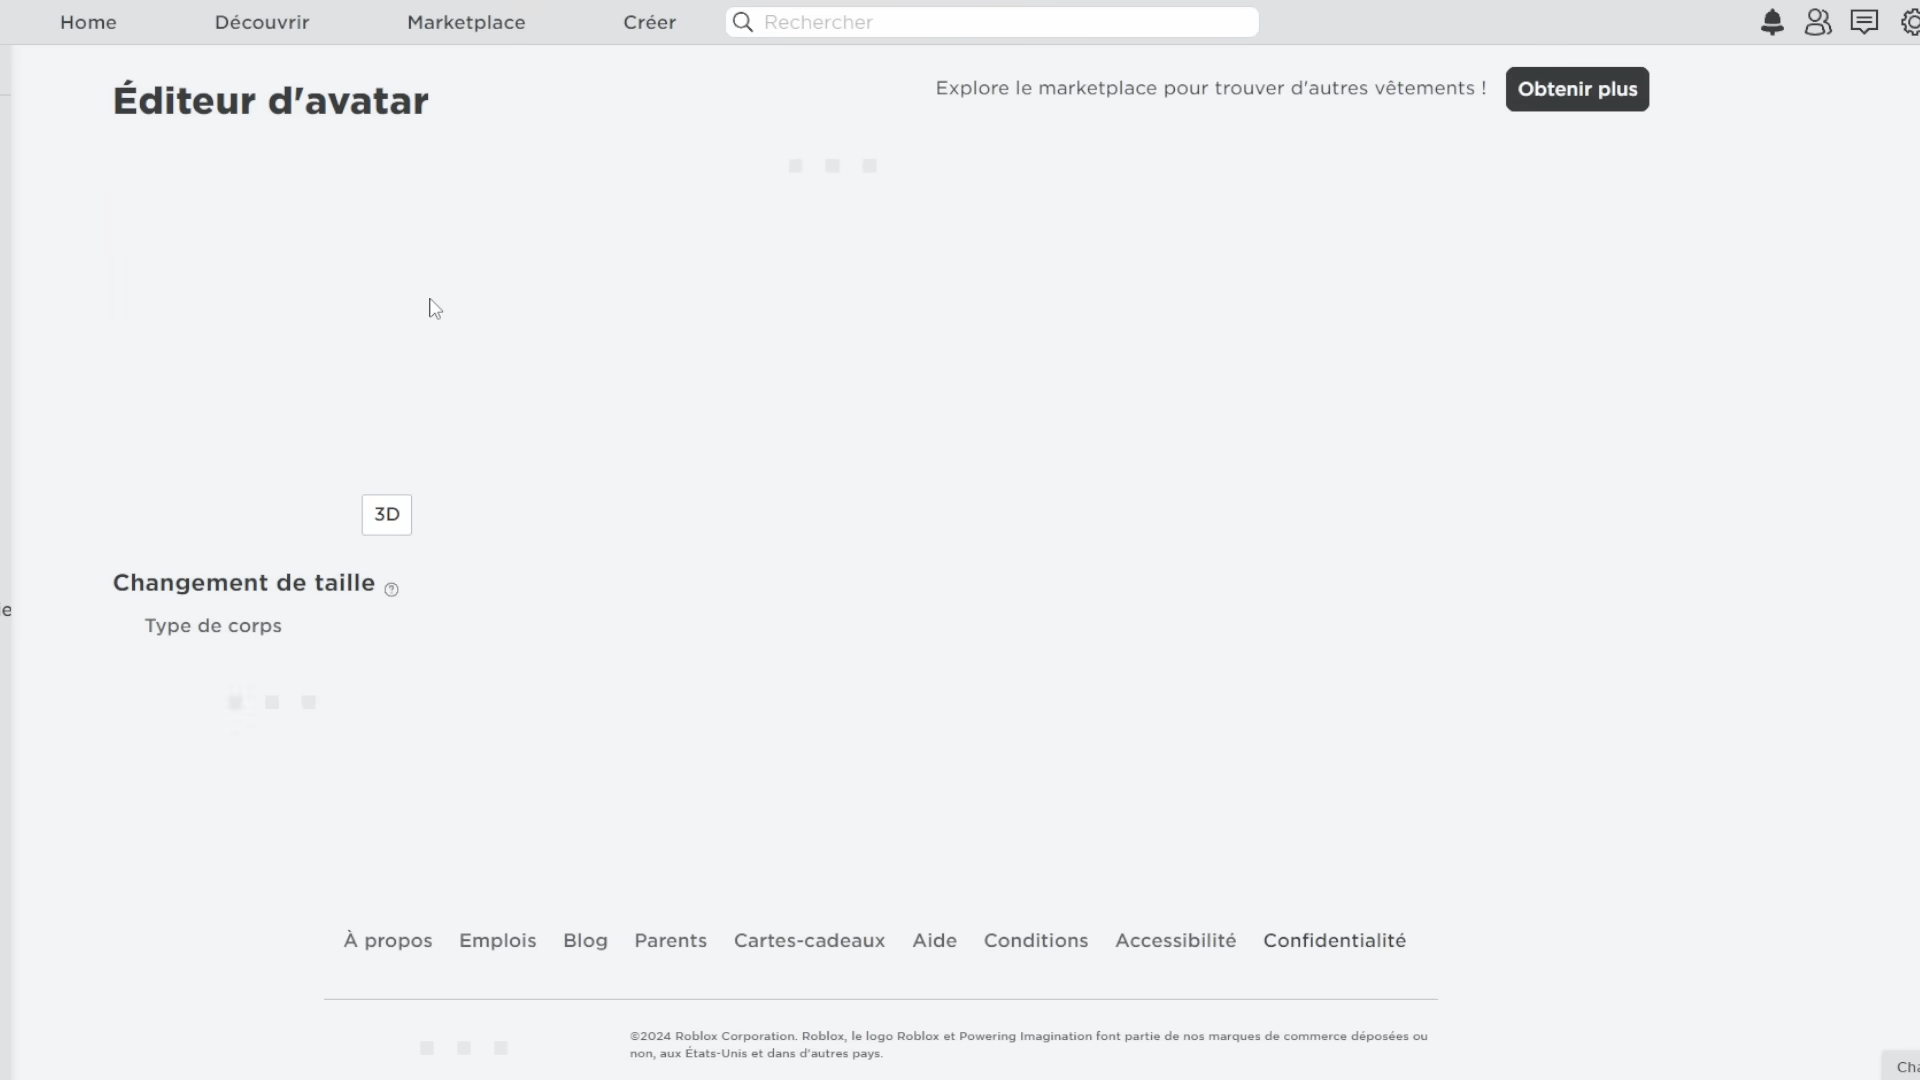 Home Découvrir Marketplace Créer Rechercher
Éditeur d'avatar
Explore le marketplace pour trouver d'autres vêtements !
Obtenir plus
3D
Changement de taille
Type de corps
À propos Emplois Blog Parents Cartes-cadeaux Aide Conditions Accessibilité Confidentialité
©2024 Roblox Corporation. Roblox, le logo Roblox et Powering Imagination font partie de nos marques de commerce déposées ou
non, aux États-Unis et dans d'autres pays.